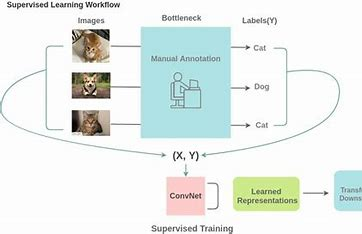 Supervised Learning Workflow
Images
Bottleneck
Labels(Y)
Manual Annotation
Cat
Dog
Cat
(X, Y)
ConvNet
Learned
Representations
Supervised Training